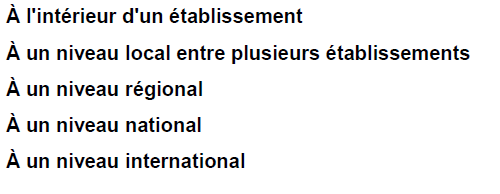 À l'intérieur d'un établissement
À un niveau local entre plusieurs établissements
À un niveau régional
À un niveau national
À un niveau international